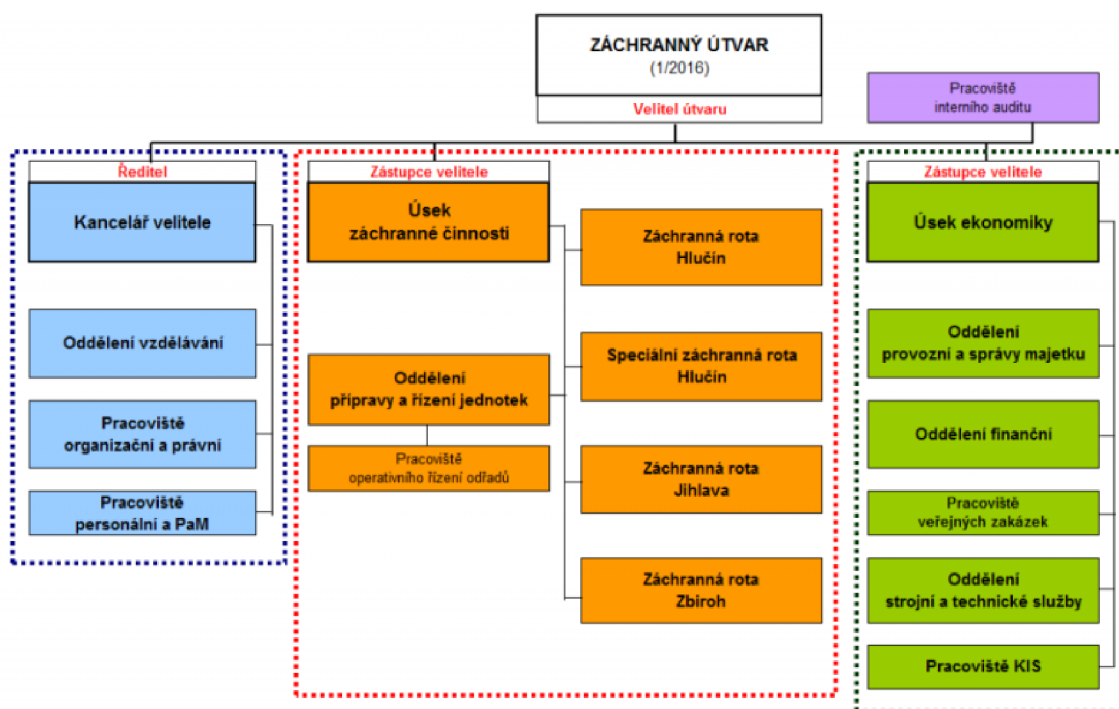 ZÁCHRANNÝ ÚTVAR
(1/2016)
Velitel útvaru
Pracoviště
interního auditu
Ředitel
Kancelář velitele
Oddělení vzdělávání
Pracoviště
organizační a právní
Pracoviště
personální a PaM
Zástupce velitele
Úsek
záchranné činnosti
Oddělení
přípravy a řízení jednotek
Pracoviště
operativního řízení odřadů
Záchranná rota
Hlučín
Speciální záchranná rota
Hlučín
Záchranná rota
Jihlava
Záchranná rota
Zbiroh
Zástupce velitele
Úsek ekonomiky
Oddělení
provozní a správy majetku
Oddělení finanční
Pracoviště
veřejných zakázek
Oddělení
strojní a technické služby
Pracoviště KIS